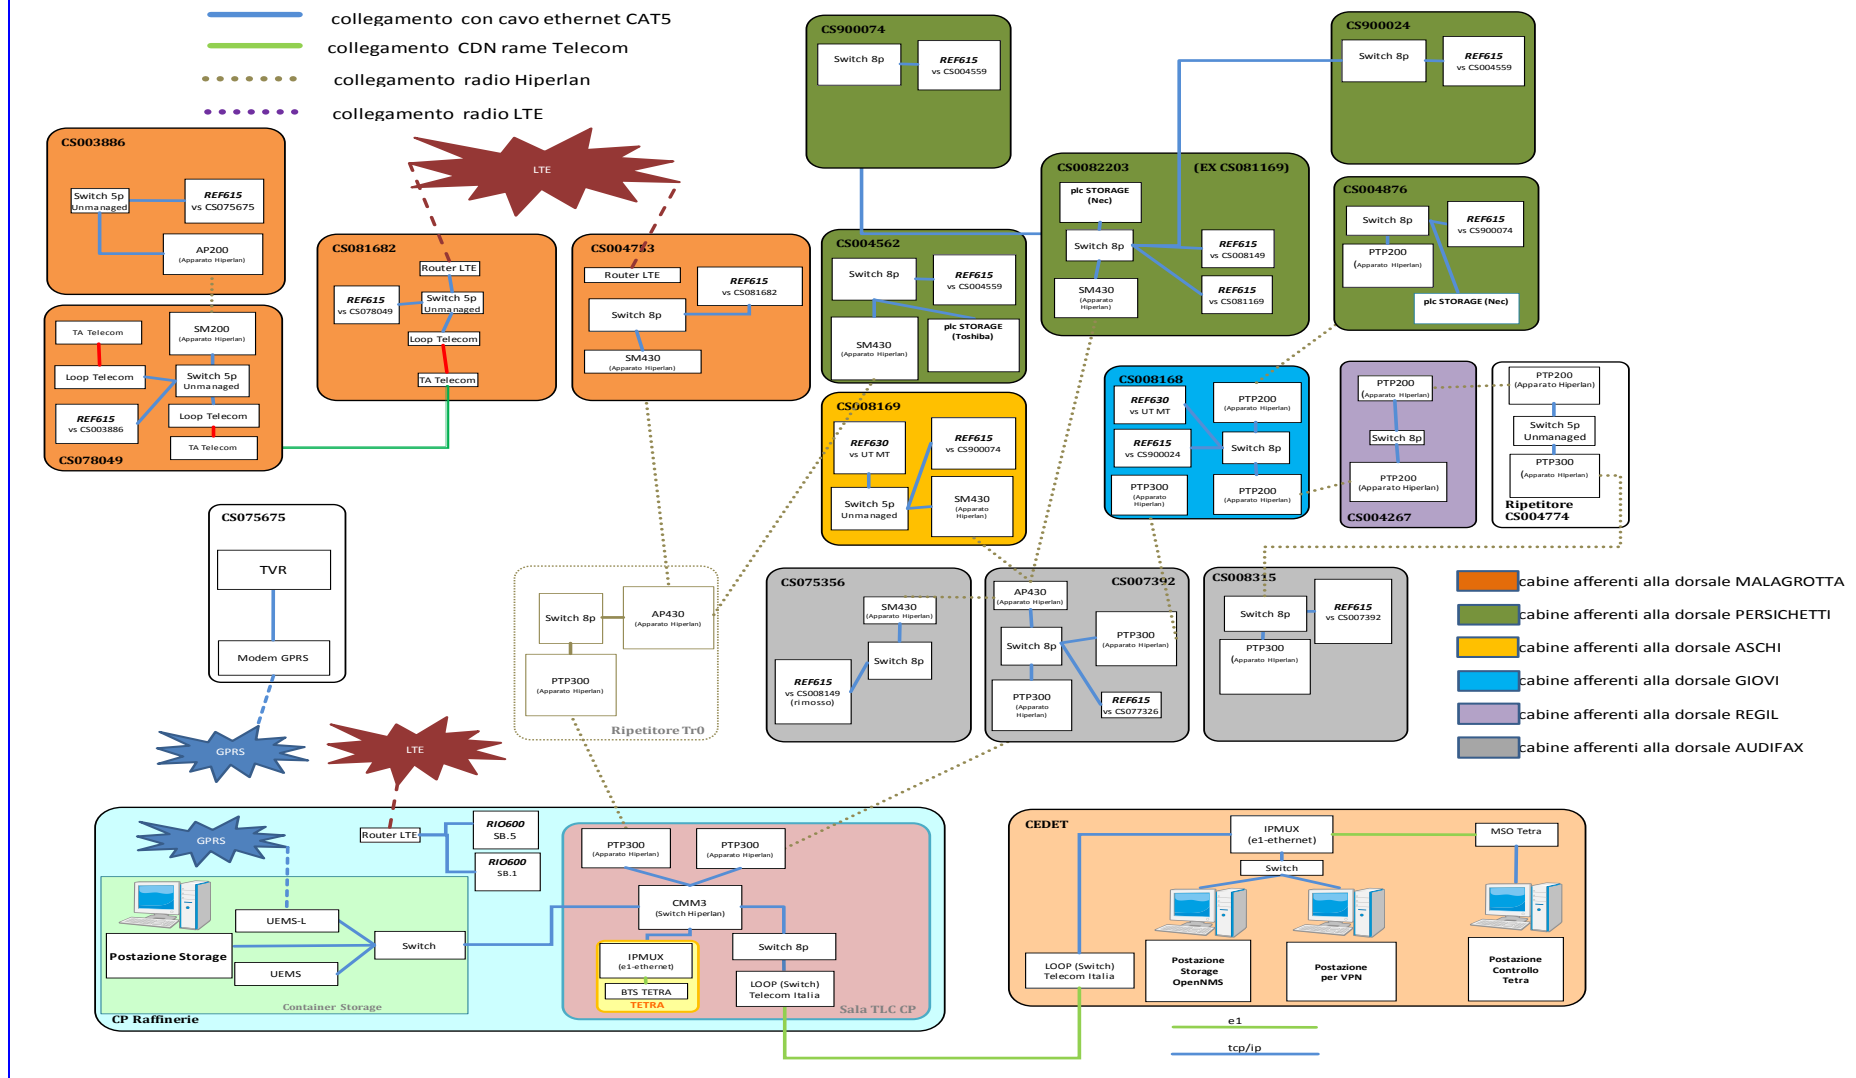 collegamento con cavo ethernet CAT5
collegamento CDN rame Telecom
collegamento radio Hiperlan
collegamento radio LTE
CS900074
Switch 8p
REF615
vs CS004559
CS900024
Switch 8p
REF615
vs CS004559
CS003886
Switch 5p
Unmanaged
REF615
vs CS075675
AP200
(Apparato Hiperlan)
LTE
CS081682
Router LTE
REF615
vs CS078049
Switch 5p
Unmanaged
Loop Telecom
TA Telecom
CS004753
Router LTE
REF615
vs CS081682
Switch 8p
SM430
(Apparato Hiperlan)
CS004562
Switch 8p
REF615
vs CS004559
SM430
(Apparato Hiperlan)
plc STORAGE
(Toshiba)
CS0082203
(EX CS081169)
plc STORAGE
(Nec)
Switch 8p
REF615
vs CS008149
SM430
(Apparato
Hiperlan)
REF615
vs CS081169
CS004876
Switch 8p
REF615
vs CS900074
PTP200
(Apparato Hiperlan)
plc STORAGE (Nec)
TA Telecom
SM200
(Apparato Hiperlan)
Loop Telecom
Switch 5p
Unmanaged
REF615
vs CS003886
Loop Telecom
TA Telecom
CS078049
CS008169
REF630
vs UT MT
REF615
vs CS900074
Switch 5p
Unmanaged
SM430
(Apparato
Hiperlan)
CS008168
REF630
vs UT MT
PTP200
(Apparato Hiperlan)
REF615
vs CS900024
Switch 8p
PTP300
(Apparato
Hiperlan)
PTP200
(Apparato Hiperlan)
PTP200
(Apparato Hiperlan)
Switch 8p
PTP200
(Apparato Hiperlan)
CS004267
PTP200
(Apparato Hiperlan)
Switch 5p
Unmanaged
PTP300
(Apparato Hiperlan)
Ripetitore
CS004774
CS075675
TVR
Modem GPRS
GPRS
LTE
Switch 8p
AP430
(Apparato Hiperlan)
PTP300
(Apparato Hiperlan)
Ripetitore Tr0
CS075356
SM430
(Apparato Hiperlan)
Switch 8p
REF615
vs CS008149
(rimosso)
CS007392
AP430
(Apparato Hiperlan)
Switch 8p
PTP300
(Apparato Hiperlan)
PTP300
(Apparato
Hiperlan)
REF615
vs CS077326
CS008315
Switch 8p
REF615
vs CS007392
PTP300
(Apparato Hiperlan)
cabine afferenti alla dorsale MALAGROTTA
cabine afferenti alla dorsale PERSICHETTI
cabine afferenti alla dorsale ASCHI
cabine afferenti alla dorsale GIOVI
cabine afferenti alla dorsale REGIL
cabine afferenti alla dorsale AUDIFAX
GPRS
Router LTE
RIO600
SB.5
RIO600
SB.1
UEMS-L
Postazione Storage
UEMS
Switch
Container Storage
CP Raffinerie
PTP300
(Apparato Hiperlan)
PTP300
(Apparato Hiperlan)
CMM3
(Switch Hiperlan)
IPMUX
(e1-ethernet)
BTS TETRA
TETRA
Switch 8p
LOOP (Switch)
Telecom Italia
Sala TLC CP
CEDET
IPMUX
(e1-ethernet)
MSO Tetra
Switch
LOOP (Switch)
Telecom Italia
Postazione
Storage
OpenNMS
Postazione
per VPN
Postazione
Controllo
Tetra
e1
tcp/ip